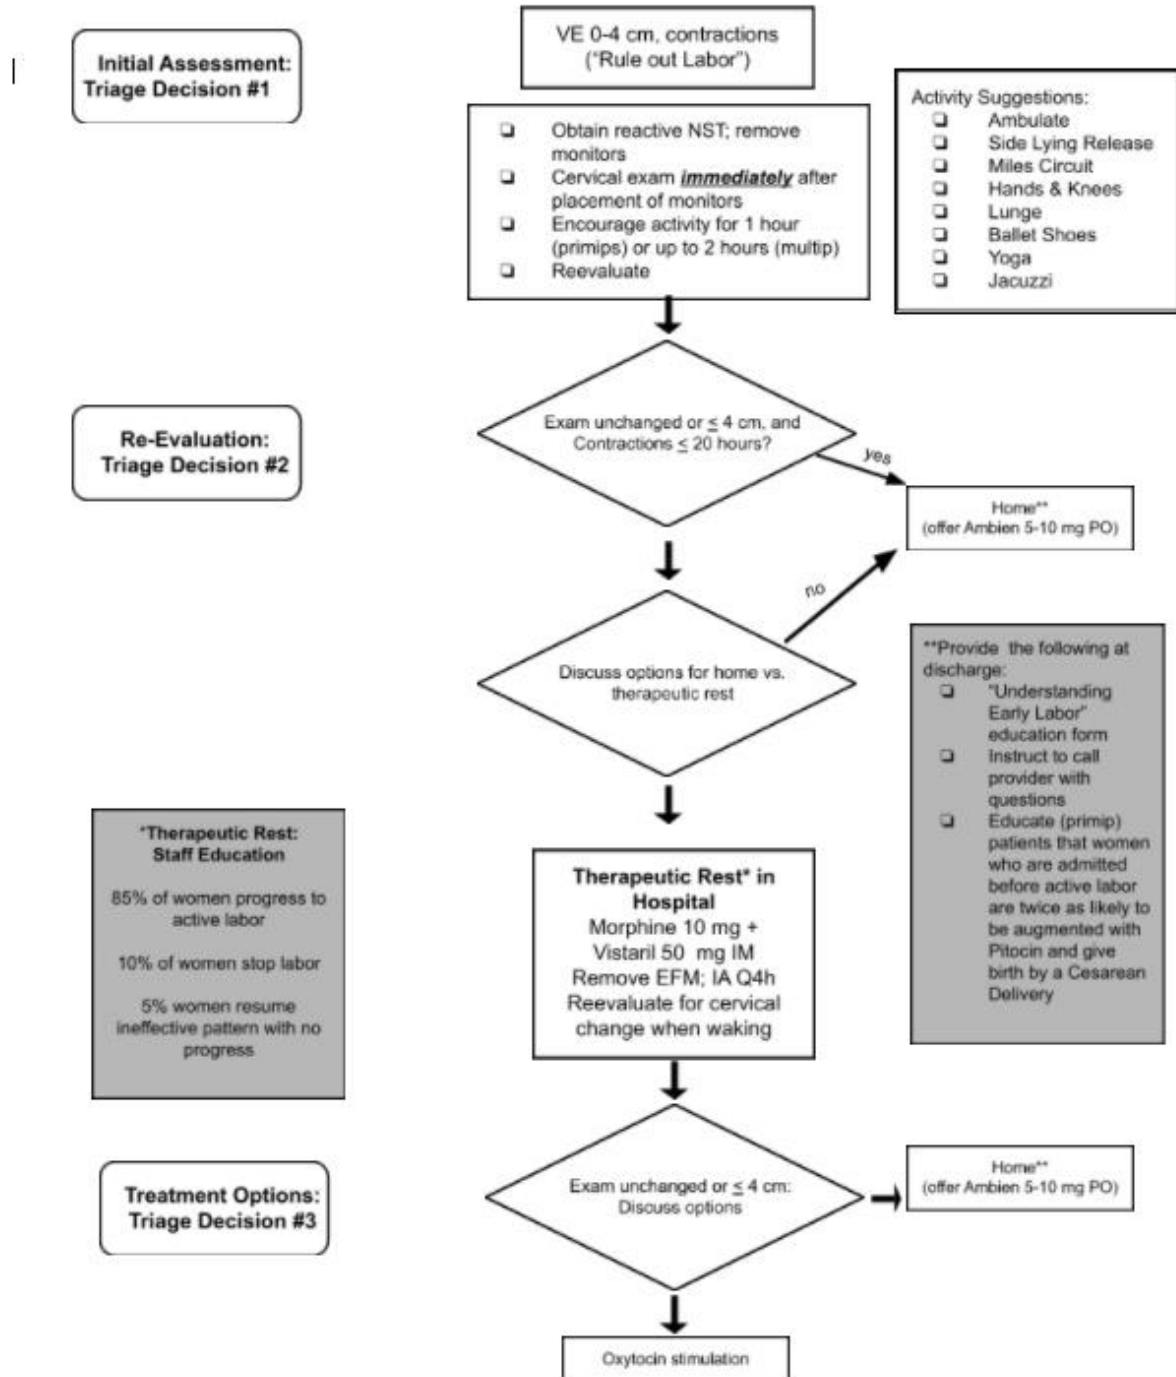 Initial Assessment:
Triage Decision #1
VE 0-4 cm, contractions
("Rule out Labor")
❏ Obtain reactive NST; remove
monitors
❏ Cervical exam immediately after
placement of monitors
❏ Encourage activity for 1 hour
(primips) or up to 2 hours (multip)
❏ Reevaluate
Activity Suggestions:
❏ Ambulate
❏ Side Lying Release
❏ Miles Circuit
❏ Hands & Knees
❏ Lunge
❏ Ballet Shoes
❏ Yoga
❏ Jacuzzi
Re-Evaluation:
Triage Decision #2
Exam unchanged or ≤ 4 cm, and
Contractions ≤ 20 hours?
yes
Home**
(offer Ambien 5-10 mg PO)
no
Discuss options for home vs.
therapeutic rest
**Provide the following at
discharge:
❏ "Understanding
Early Labor"
education form
❏ Instruct to call
provider with
questions
❏ Educate (primip)
patients that women
who are admitted
before active labor
are twice as likely to
be augmented with
Pitocin and give
birth by a Cesarean
Delivery
*Therapeutic Rest:
Staff Education
85% of women progress to
active labor
10% of women stop labor
5% women resume
ineffective pattern with no
progress
Therapeutic Rest* in
Hospital
Morphine 10 mg +
Vistaril 50 mg IM
Remove EFM; IA Q4h
Reevaluate for cervical
change when waking
Treatment Options:
Triage Decision #3
Exam unchanged or ≤ 4 cm:
Discuss options
Home**
(offer Ambien 5-10 mg PO)
Oxytocin stimulation